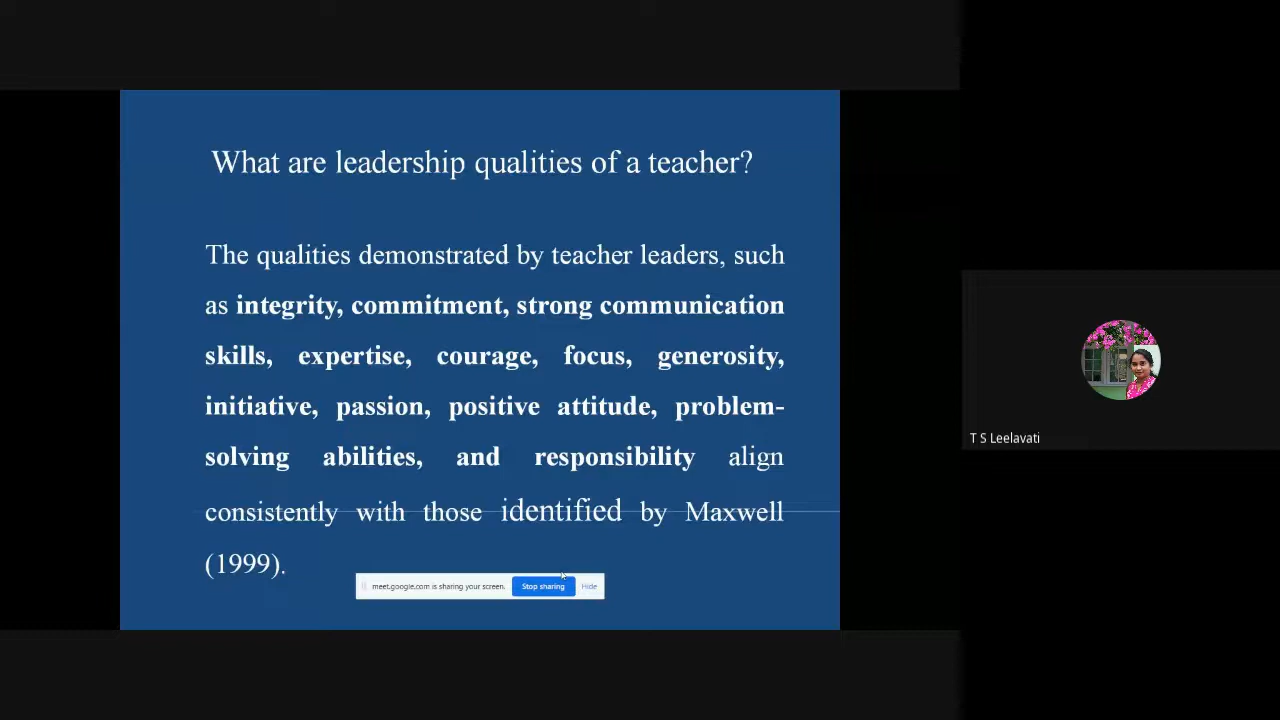 What are leadership qualities of a teacher?
The qualities demonstrated by teacher leaders, such
as integrity, commitment, strong communication
skills, expertise, courage, focus, generosity,
initiative, passion, positive attitude, problem-
solving abilities, and responsibility align
consistently with those identified by Maxwell
(1999).
meet.google.com is sharing your screen. Stop sharing Hide
T S Leelavati